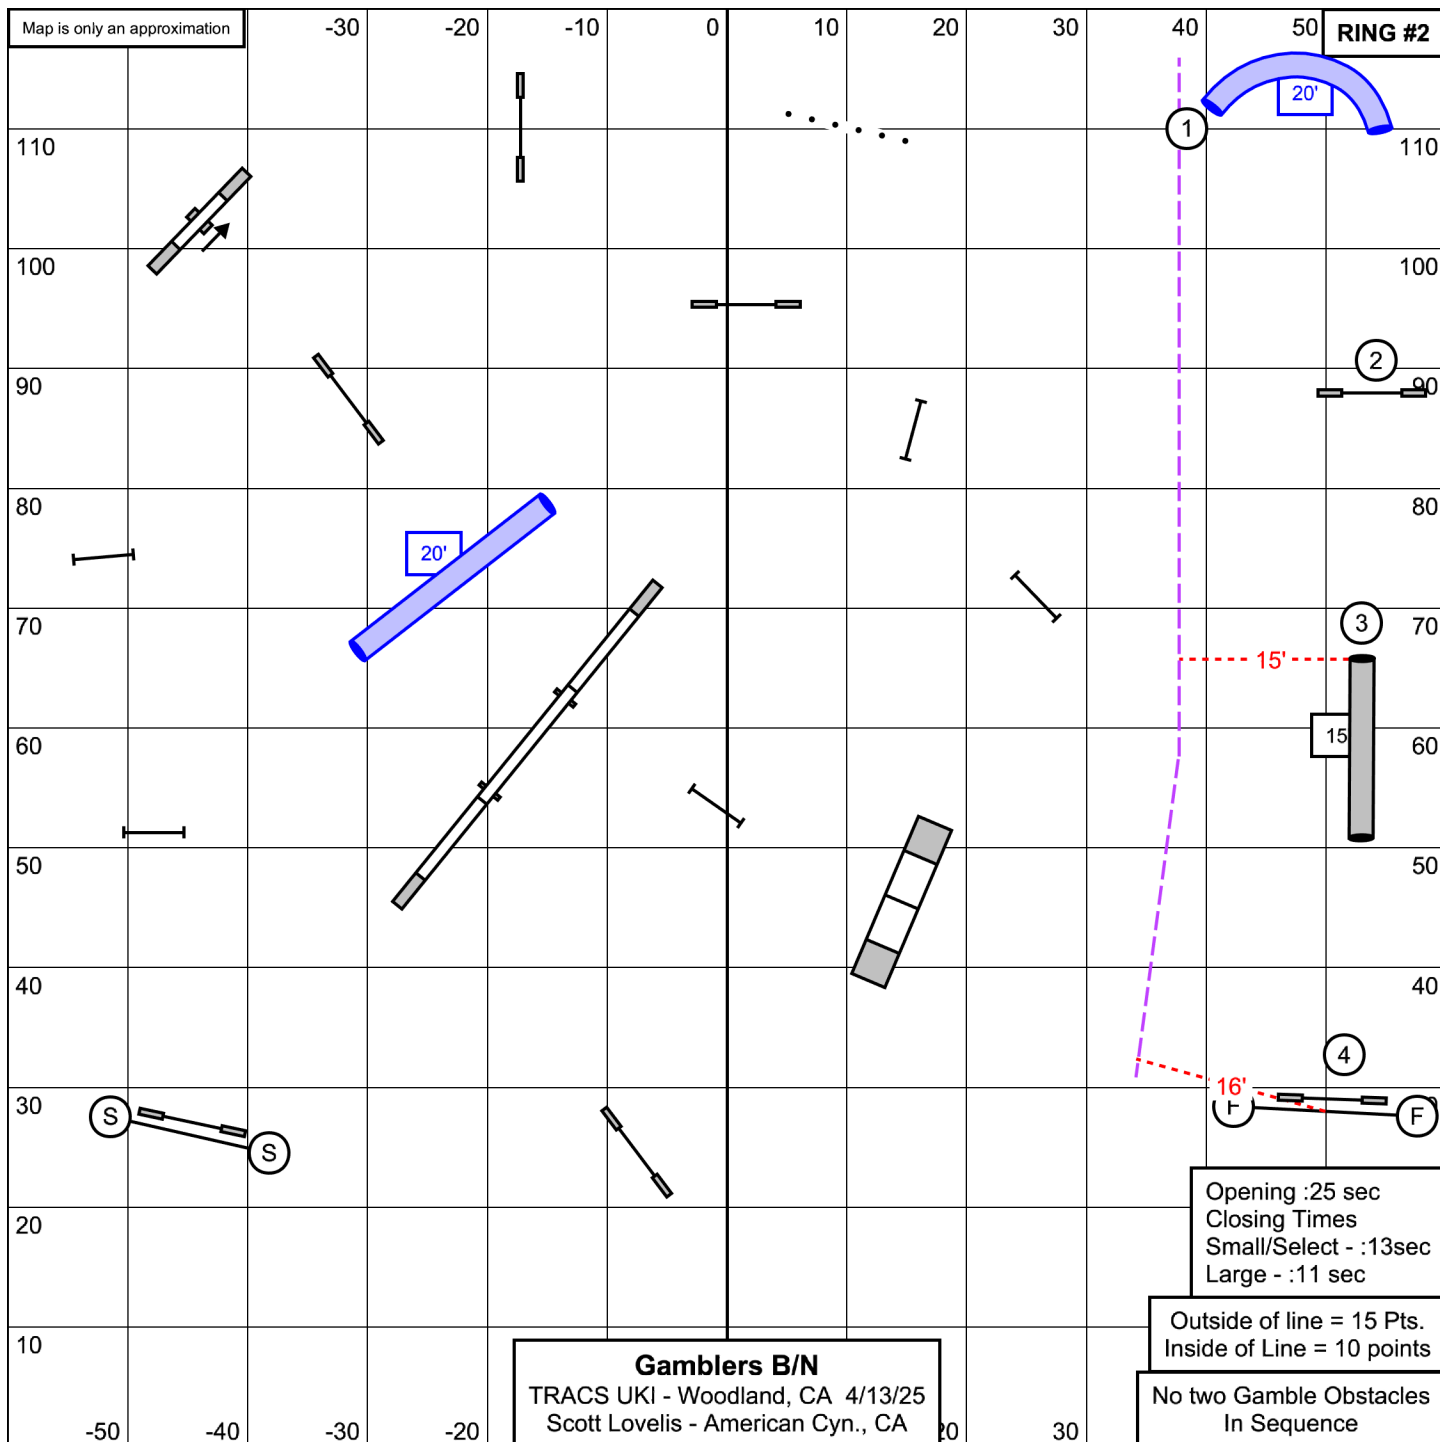 Map is only an approximation
-30
-20
-10
0
10
20
30
40
50
RING #2
20'
1
110
110
100
100
2
90
90
80
80
20'
70
3
70
15'
60
15
60
50
50
40
40
4
30
16'
S
S
F
F
20
Opening :25 sec
Closing Times
Small/Select - :13sec
Large - :11 sec
Outside of line = 15 Pts.
Inside of Line = 10 points
10
Gamblers B/N
TRACS UKI - Woodland, CA 4/13/25
Scott Lovelis - American Cyn., CA
No two Gamble Obstacles
In Sequence
-50
-40
-30
-20
20
30